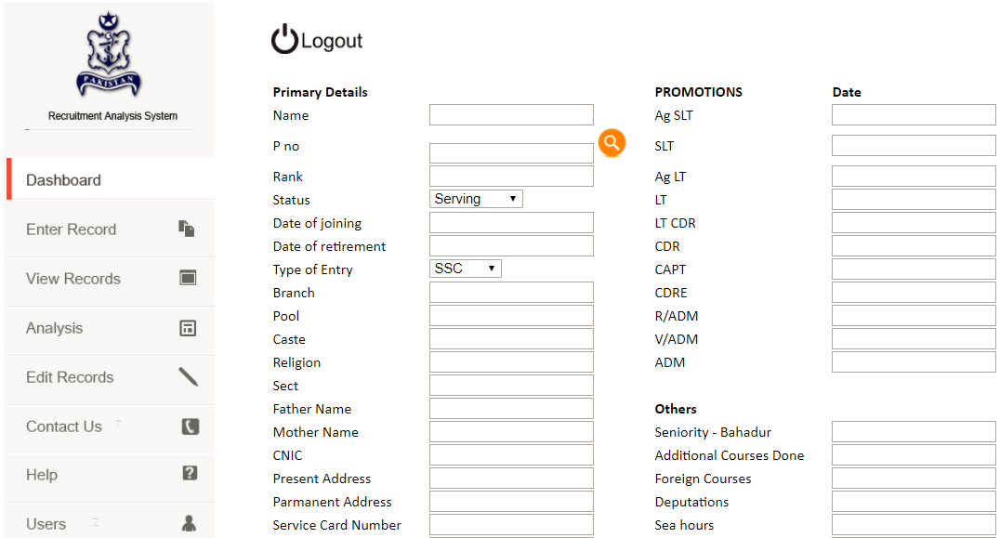 PAKISTAN
Recruitment Analysis System
Dashboard
Enter Record
View Records
Analysis
Edit Records
Contact Us 7
Help
?
Users 2
Logout
Primary Details
Name
P no
Rank
Status Serving
Date of joining
Date of retirement
Type of Entry SSC
Branch
Pool
Caste
Religion
Sect
Father Name
Mother Name
CNIC
Present Address
Parmanent Address
Service Card Number
PROMOTIONS Date
Ag SLT
SLT
Ag LT
LT
LT CDR
CDR
CAPT
CDRE
R/ADM
V/ADM
ADM
Others
Seniority - Bahadur
Additional Courses Done
Foreign Courses
Deputations
Sea hours